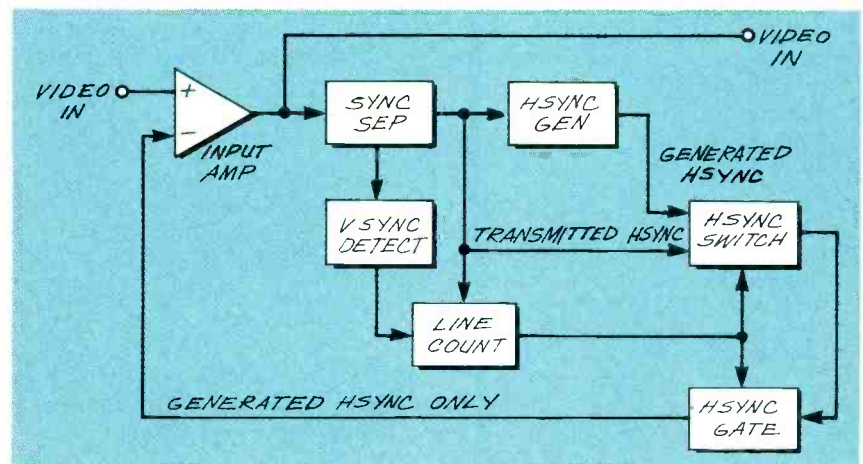 VIDEO
IN
VIDEO
IN
+
−
INPUT
AMP
SYNC
SEP
HSYNC
GEN
GENERATED
HSYNC
V SYNC
DETECT
TRANSMITTED HSYNC
HSYNC
SWITCH
LINE
COUNT
GENERATED HSYNC ONLY
HSYNC
GATE